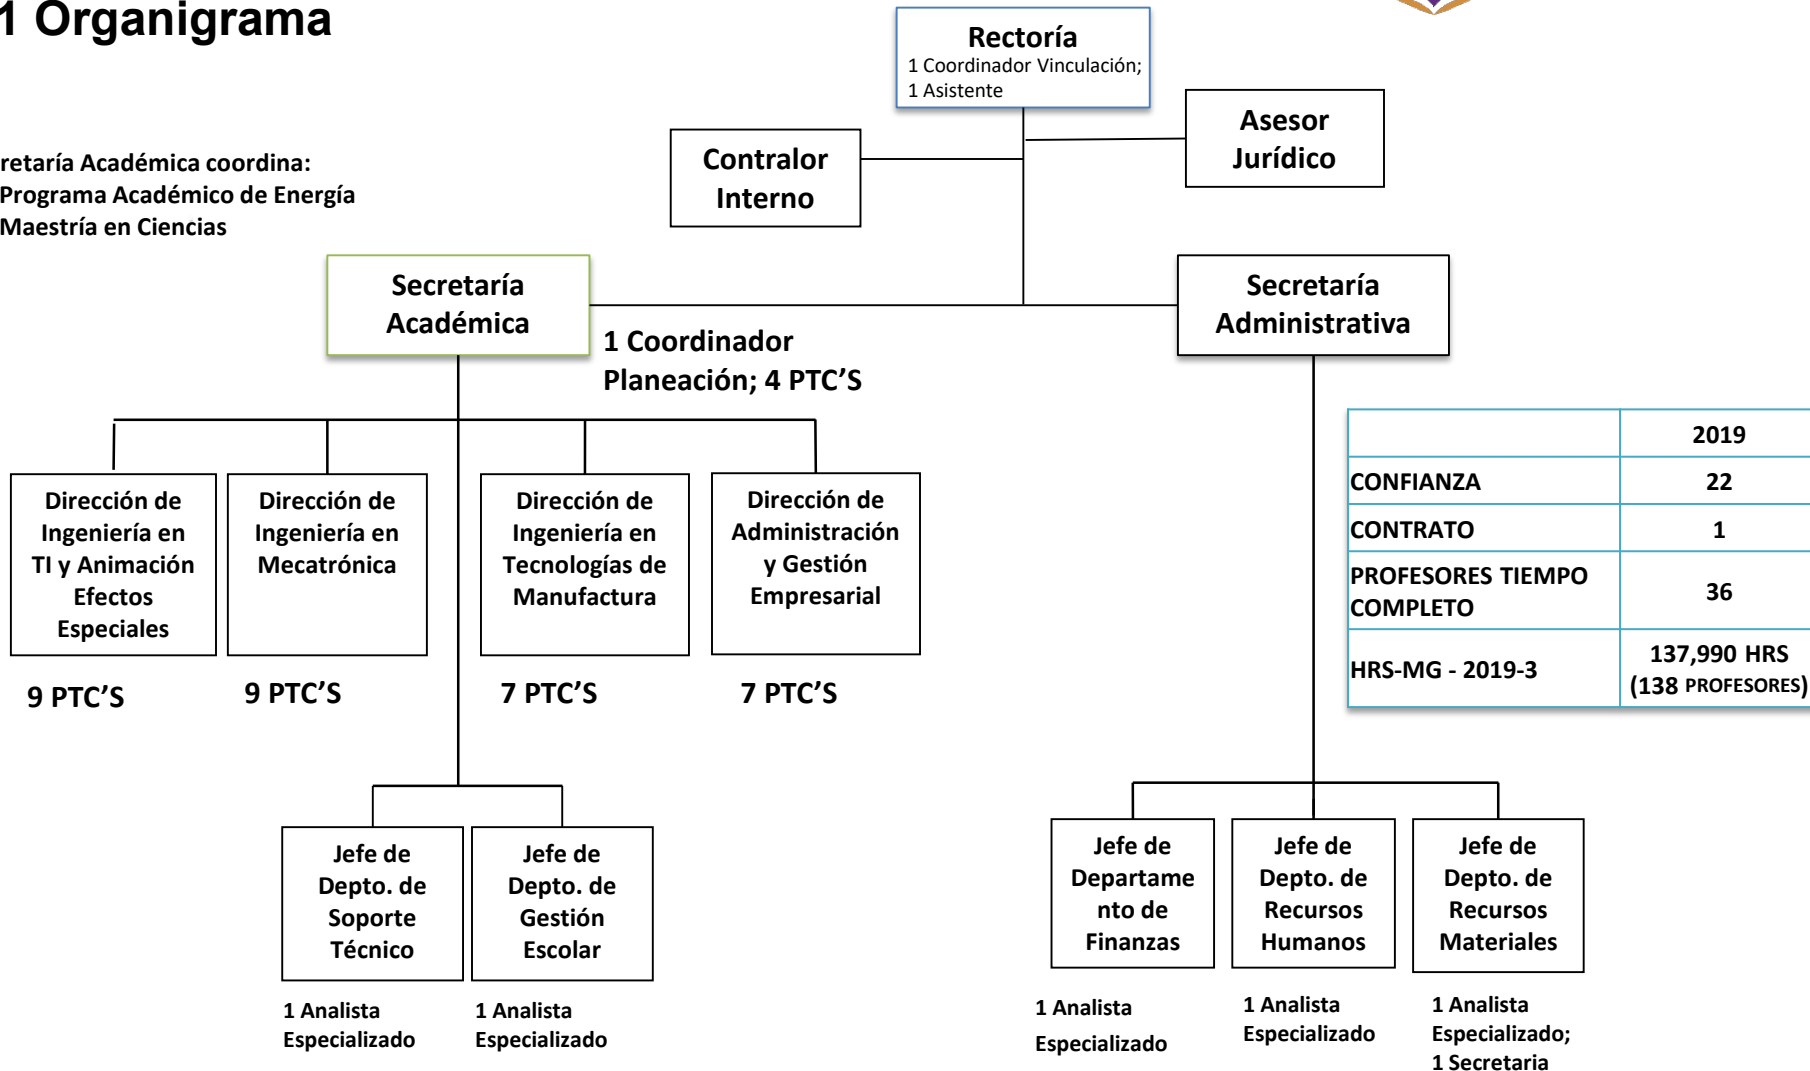 1 Organigrama
Rectoría
1 Coordinador Vinculación;
1 Asistente
Asesor
Jurídico
Contralor
Interno
retaría Académica coordina:
Programa Académico de Energía
Maestría en Ciencias
Secretaría
Académica
Secretaría
Administrativa
1 Coordinador
Planeación; 4 PTC’S
Dirección de
Ingeniería en
TI y Animación
Efectos
Especiales
9 PTC’S
Dirección de
Ingeniería en
Mecatrónica
9 PTC’S
Dirección de
Ingeniería en
Tecnologías de
Manufactura
7 PTC’S
Dirección de
Administración
y Gestión
Empresarial
7 PTC’S
2019
CONFIANZA 22
CONTRATO 1
PROFESORES TIEMPO
COMPLETO 36
HRS-MG - 2019-3 137,990 HRS
(138 PROFESORES)
Jefe de
Depto. de
Soporte
Técnico
1 Analista
Especializado
Jefe de
Depto. de
Gestión
Escolar
1 Analista
Especializado
Jefe de
Departame
nto de
Finanzas
1 Analista
Especializado
Jefe de
Depto. de
Recursos
Humanos
1 Analista
Especializado
Jefe de
Depto. de
Recursos
Materiales
1 Analista
Especializado;
1 Secretaria